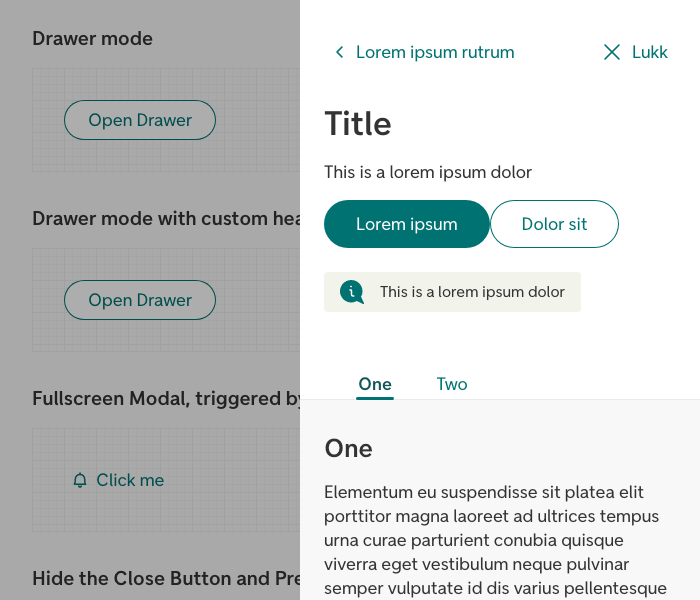 Drawer mode
Open Drawer
Drawer mode with custom hea
Open Drawer
Fullscreen Modal, triggered by
Click me
Hide the Close Button and Pre
Lorem ipsum rutrum
Lukk
Title
This is a lorem ipsum dolor
Lorem ipsum
Dolor sit
This is a lorem ipsum dolor
One
Two
One
Elementum eu suspendisse sit platea elit
porttitor magna laoreet ad ultrices tempus
urna curae parturient conubia quisque
viverra eget vestibulum neque pulvinar
semper vulputate id dis varius pellentesque